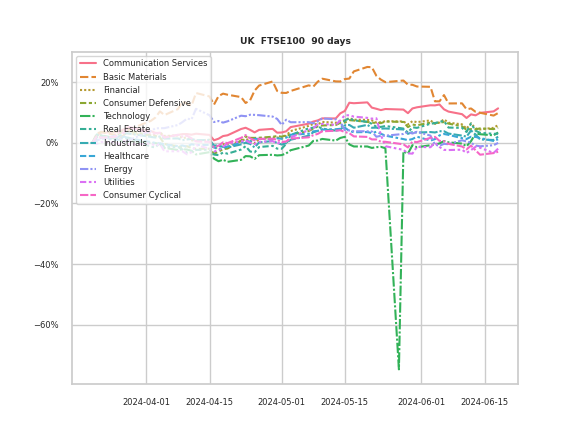 UK FTSE100 90 days
Communication Services
Basic Materials
Financial
Consumer Defensive
Technology
Real Estate
Industrials
Healthcare
Energy
Utilities
Consumer Cyclical
20%
0%
−20%
−40%
−60%
2024-04-01
2024-04-15
2024-05-01
2024-05-15
2024-06-01
2024-06-15